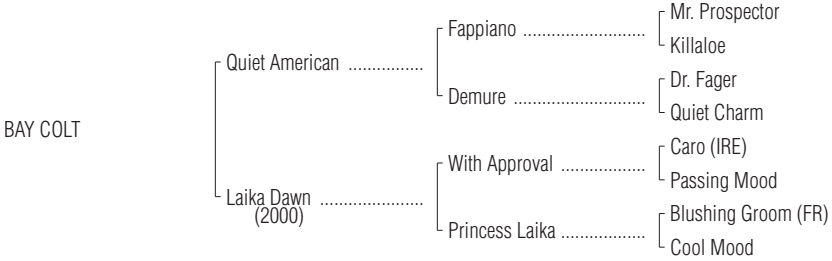 Mr. Prospector
Fappiano ..........................
Killaloe
Quiet American ................
Dr. Fager
Demure ............................
Quiet Charm
BAY COLT
Caro (IRE)
With Approval ..................
Passing Mood
Laika Dawn ......................
(2000)
Blushing Groom (FR)
Princess Laika ..................
Cool Mood